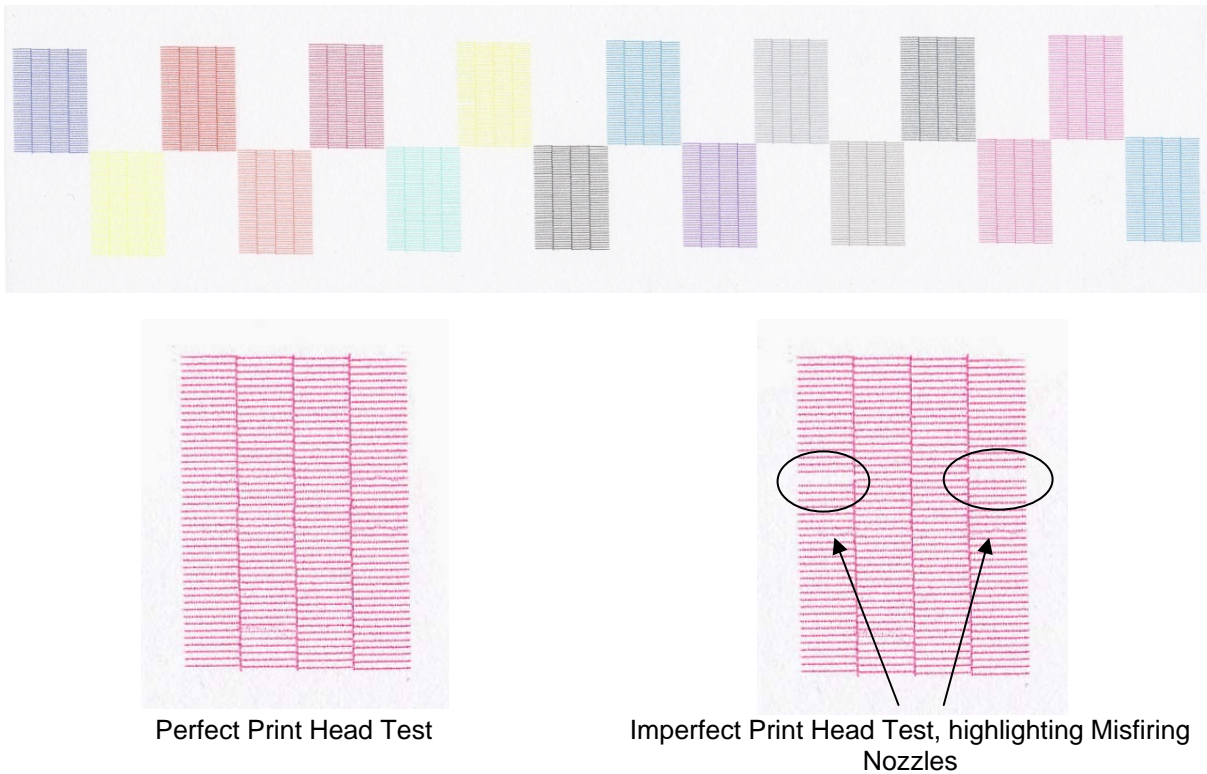 Perfect Print Head Test
Imperfect Print Head Test, highlighting Misfiring
Nozzles